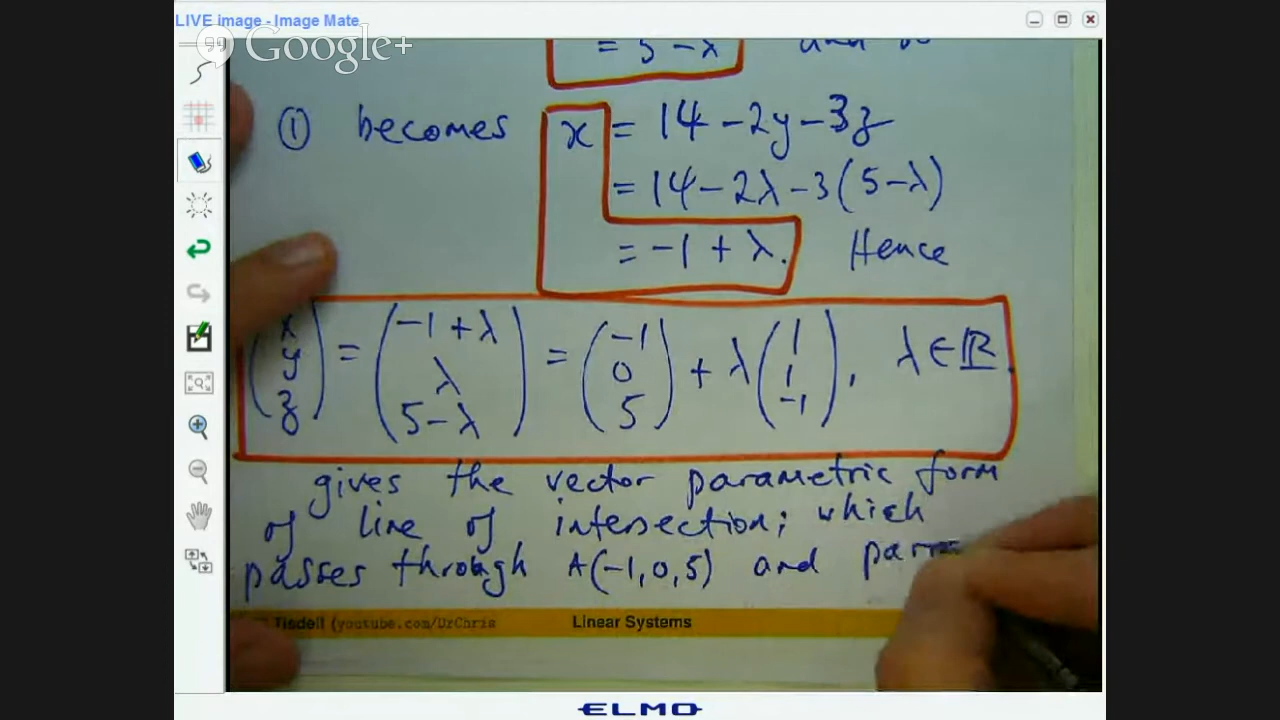 LIVE image - Image Mate
Google+
= 5 - λ
① becomes x = 14 - 2y - 3z
= 14 - 2λ - 3(5 - λ)
= -1 + λ. Hence
(x y z) = (-1 + λ, λ, 5 - λ) = (-1 0 5) + λ(1 1 -1), λ ∈ ℝ.
gives the vector parametric form
of line of intersection; which
passes through A(-1, 0, 5) and
Tisdell (youtube.com/DrChris Linear Systems
ELMO